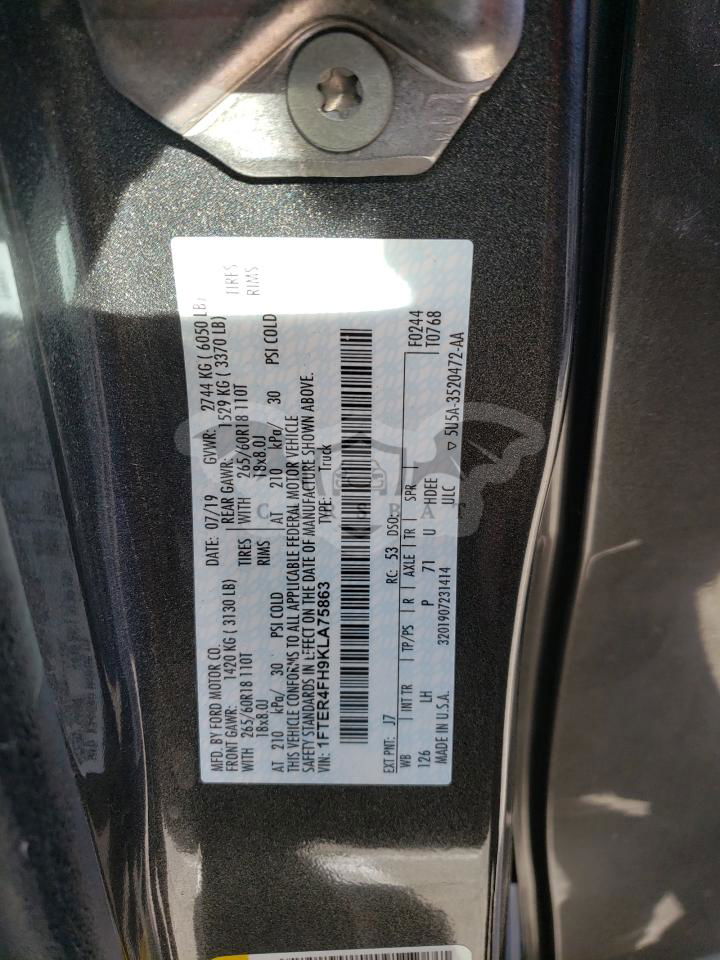 MFD. BY FORD MOTOR CO.
DATE: 07/19 GVWR: 2744 KG ( 6050 LB)
FRONT GAWR: 1420 KG ( 3130 LB) REAR GAWR: 1529 KG ( 3370 LB)
WITH 265/60R18 110T TIRES WITH 265/60R18 110T TIRES
18x8.0J RIMS 18x8.0J RIMS
AT 210 kPa/ 30 PSI COLD AT 210 kPa/ 30 PSI COLD
THIS VEHICLE CONFORMS TO ALL APPLICABLE FEDERAL MOTOR VEHICLE
SAFETY STANDARDS IN EFFECT ON THE DATE OF MANUFACTURE SHOWN ABOVE.
VIN: 1FTER4FH9KLA75863 TYPE: Truck
EXT PNT: J7 RC: 53 DSO: F0244
WB INT TR TP/PS R AXLE TR SPR T0768
126 LH P 71 U HDEE
3201907231414 ULC
MADE IN U.S.A. ▽ 5U5A-3520472-AA